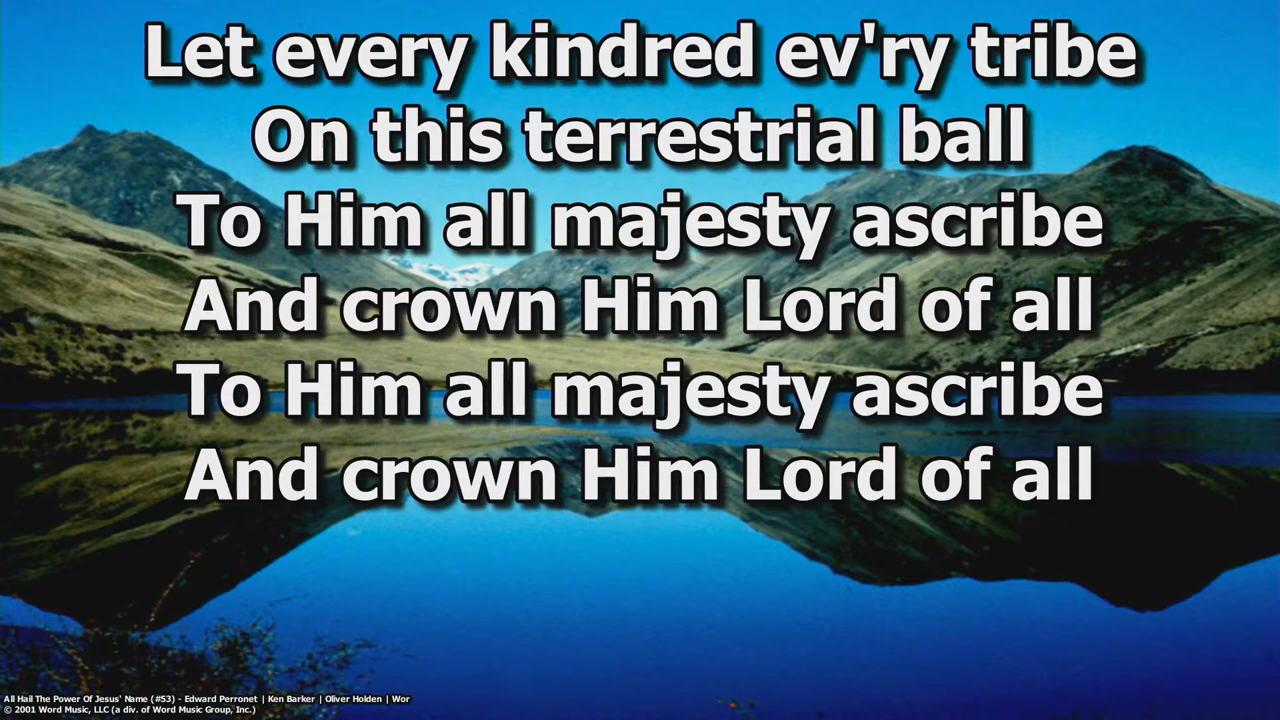 Let every kindred ev'ry tribe
On this terrestrial ball
To Him all majesty ascribe
And crown Him Lord of all
To Him all majesty ascribe
And crown Him Lord of all
All Hail The Power Of Jesus' Name (#53) - Edward Perronet | Ken Barker | Oliver Holden | Wor
© 2001 Word Music, LLC (a div. of Word Music Group, Inc.)